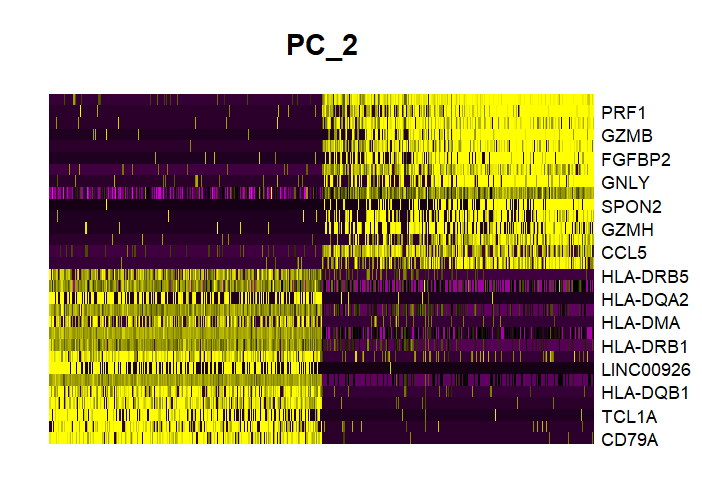 PC_2
PRF1
GZMB
FGFBP2
GNLY
SPON2
GZMH
CCL5
HLA-DRB5
HLA-DQA2
HLA-DMA
HLA-DRB1
LINC00926
HLA-DQB1
TCL1A
CD79A